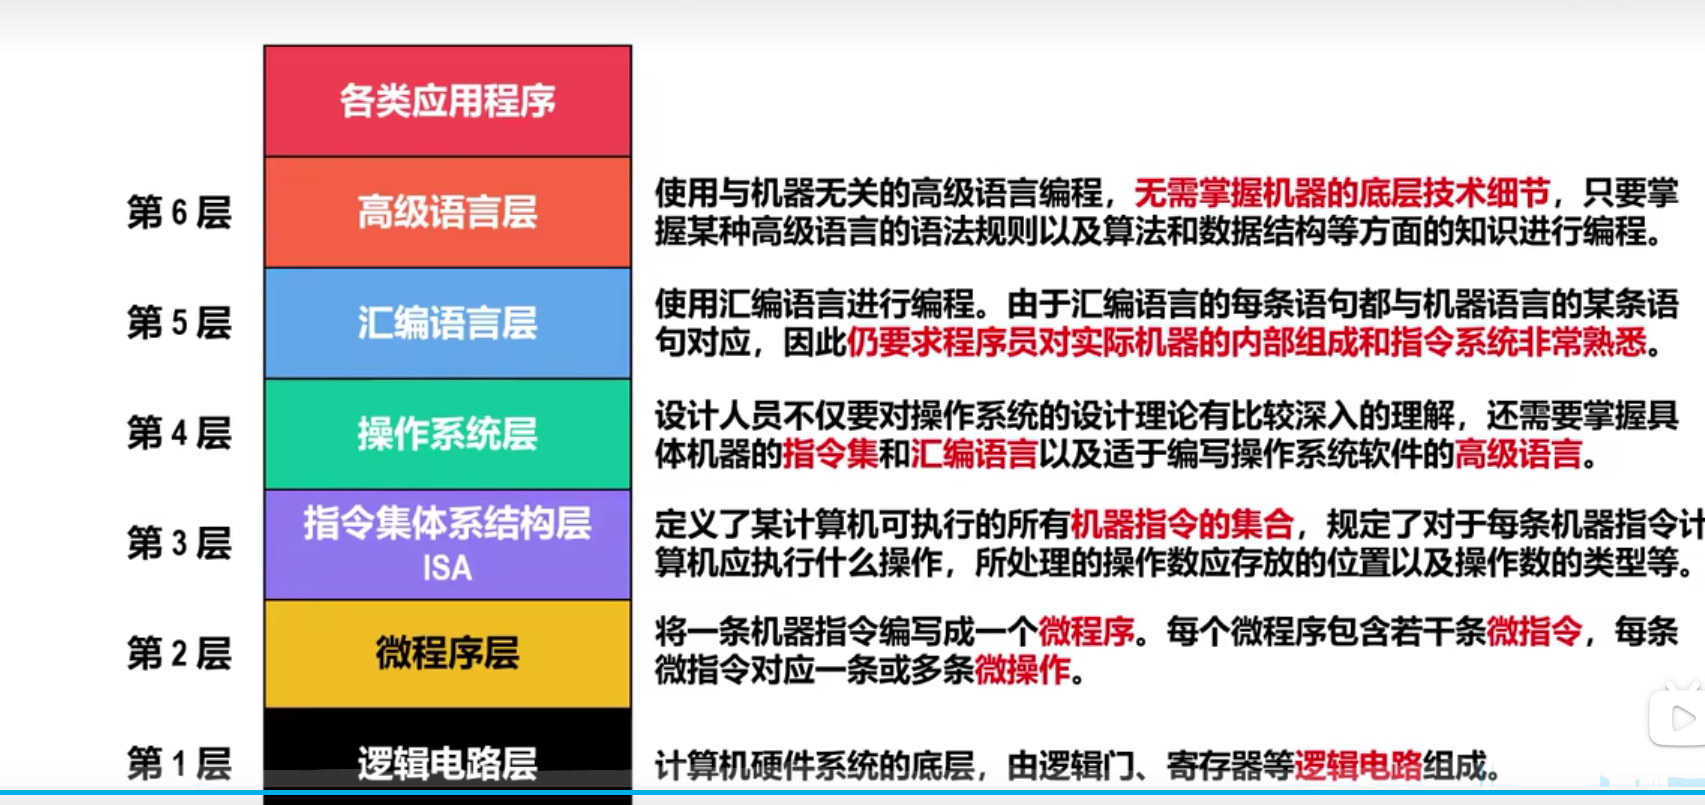 各类应用程序
第 6 层
高级语言层
使用与机器无关的高级语言编程，无需掌握机器的底层技术细节，只要掌
握某种高级语言的语法规则以及算法和数据结构等方面的知识进行编程。
第 5 层
汇编语言层
使用汇编语言进行编程。由于汇编语言的每条语句都与机器语言的某条语
句对应，因此仍要求程序员对实际机器的内部组成和指令系统非常熟悉。
第 4 层
操作系统层
设计人员不仅要对操作系统的设计理论有比较深入的理解，还需要掌握具
体机器的指令集和汇编语言以及适于编写操作系统软件的高级语言。
第 3 层
指令集体系结构层
ISA
定义了某计算机可执行的所有机器指令的集合，规定了对于每条机器指令计
算机应执行什么操作，所处理的操作数应存放的位置以及操作数的类型等。
第 2 层
微程序层
将一条机器指令编写成一个微程序。每个微程序包含若干条微指令，每条
微指令对应一条或多条微操作。
第 1 层
逻辑电路层
计算机硬件系统的底层，由逻辑门、寄存器等逻辑电路组成。